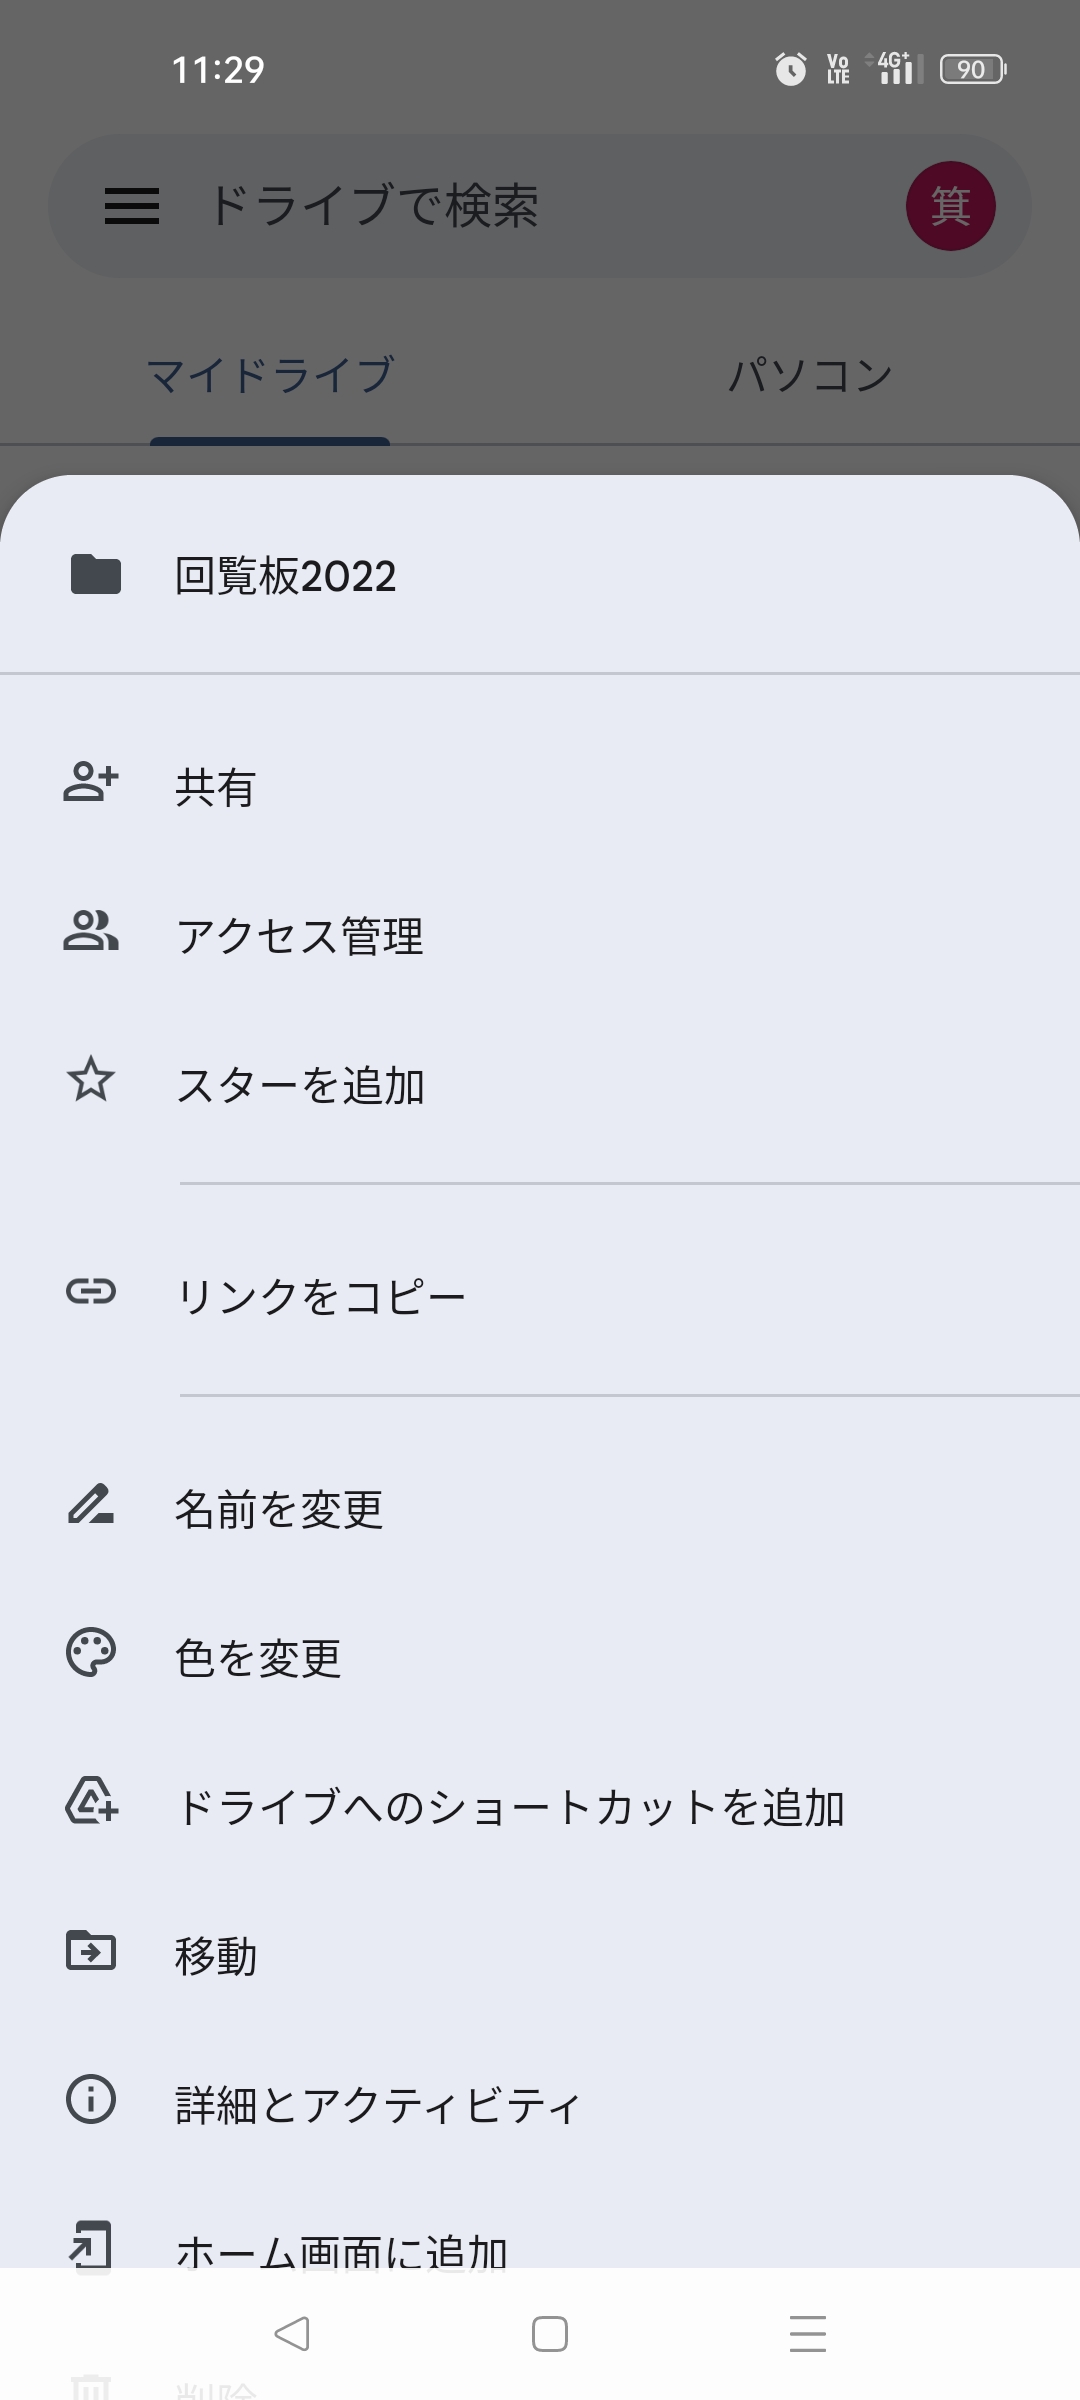 11:29
Vo LTE 4G+ 90
ドライブで検索
箕
マイドライブ パソコン
回覧板2022
共有
アクセス管理
スターを追加
リンクをコピー
名前を変更
色を変更
ドライブへのショートカットを追加
移動
詳細とアクティビティ
ホーム画面に追加
削除